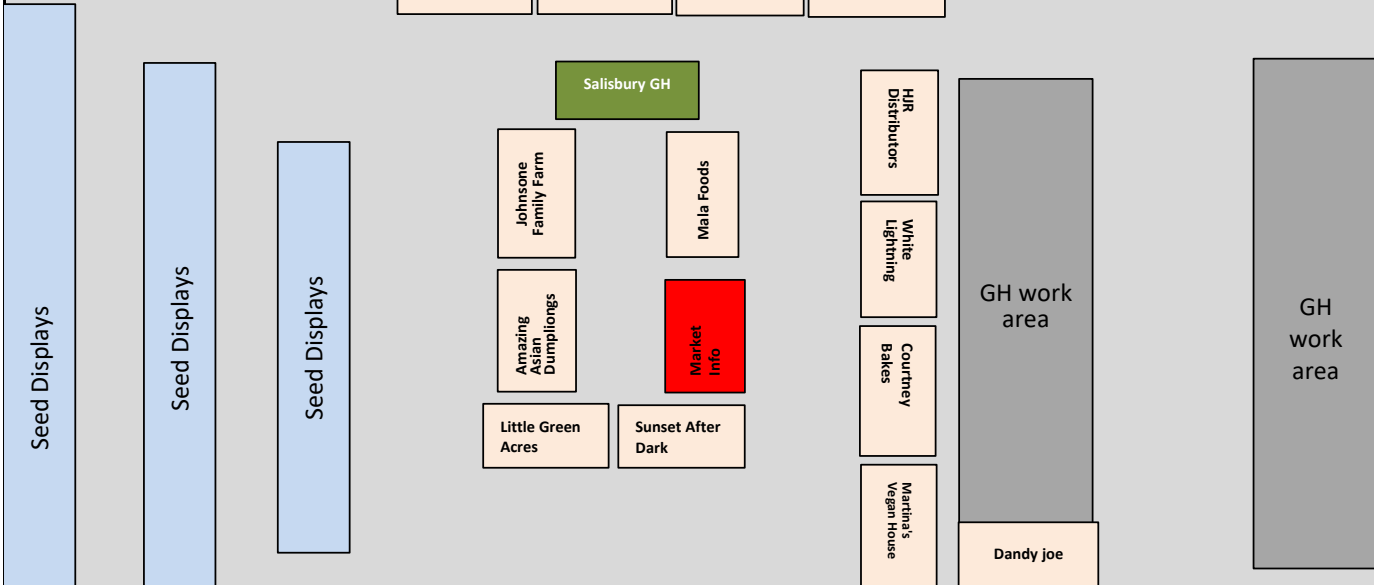 Seed Displays
Seed Displays
Seed Displays
Salisbury GH
Johnsone
Family Farm
Mala Foods
Amazing
Asian
Dumpliongs
Market
Info
Little Green
Acres
Sunset After
Dark
HJR
Distributors
White
Lightning
Courtney
Bakes
Martina's
Vegan House
GH work
area
Dandy joe
GH
work
area